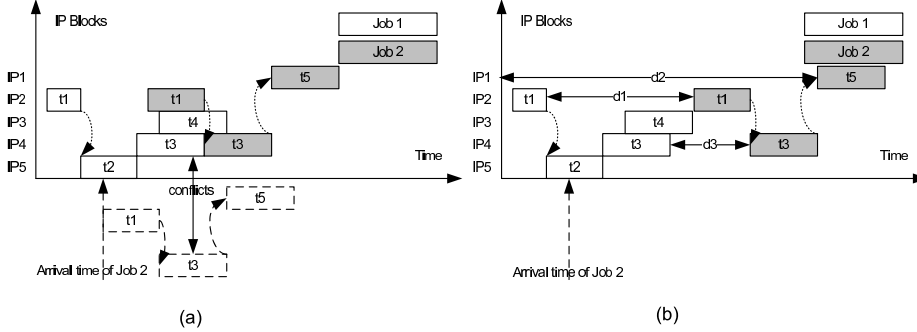 IP Blocks
Job 1
Job 2
IP1
t5
IP2
t1
t1
IP3
t4
IP4
t3
t3
Time
IP5
t2
conflicts
t5
t1
t3
Arrival time of Job 2
(a)
IP Blocks
Job 1
Job 2
IP1
d2
t5
IP2
t1
d1
t1
IP3
t4
IP4
t3
d3
t3
Time
IP5
t2
Arrival time of Job 2
(b)